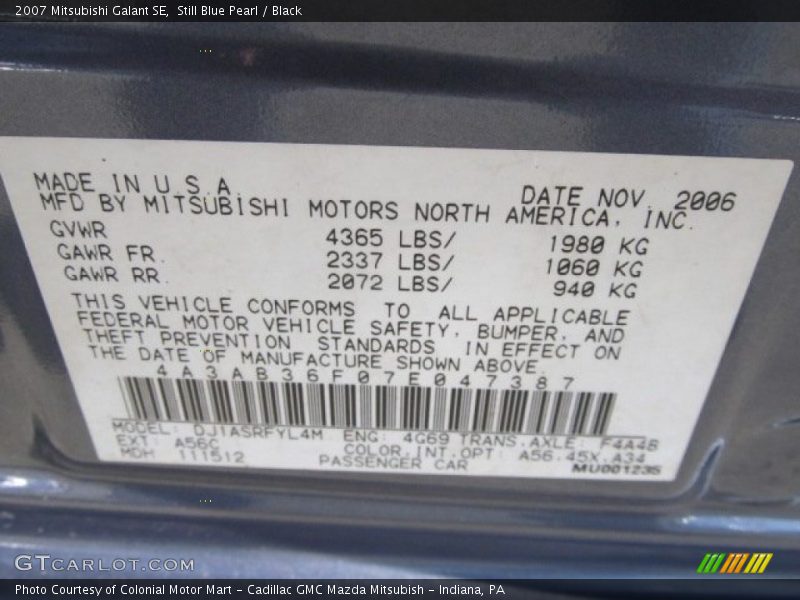 2007 Mitsubishi Galant SE, Still Blue Pearl / Black
MADE IN U.S.A. DATE NOV. 2006
MFD BY MITSUBISHI MOTORS NORTH AMERICA, INC.
GVWR 4365 LBS/ 1980 KG
GAWR FR. 2337 LBS/ 1060 KG
GAWR RR. 2072 LBS/ 940 KG
THIS VEHICLE CONFORMS TO ALL APPLICABLE
FEDERAL MOTOR VEHICLE SAFETY, BUMPER, AND
THEFT PREVENTION STANDARDS IN EFFECT ON
THE DATE OF MANUFACTURE SHOWN ABOVE.
4A3AB36F07E047387
MODEL: DJ1ASRFYL4M ENG: 4G69 TRANS.AXLE: F4A4B
EXT: A56C COLOR.INT.OPT: A56.45X.A34
MDH 111512 PASSENGER CAR MU001235
GTCARLOT.COM
Photo Courtesy of Colonial Motor Mart - Cadillac GMC Mazda Mitsubish - Indiana, PA